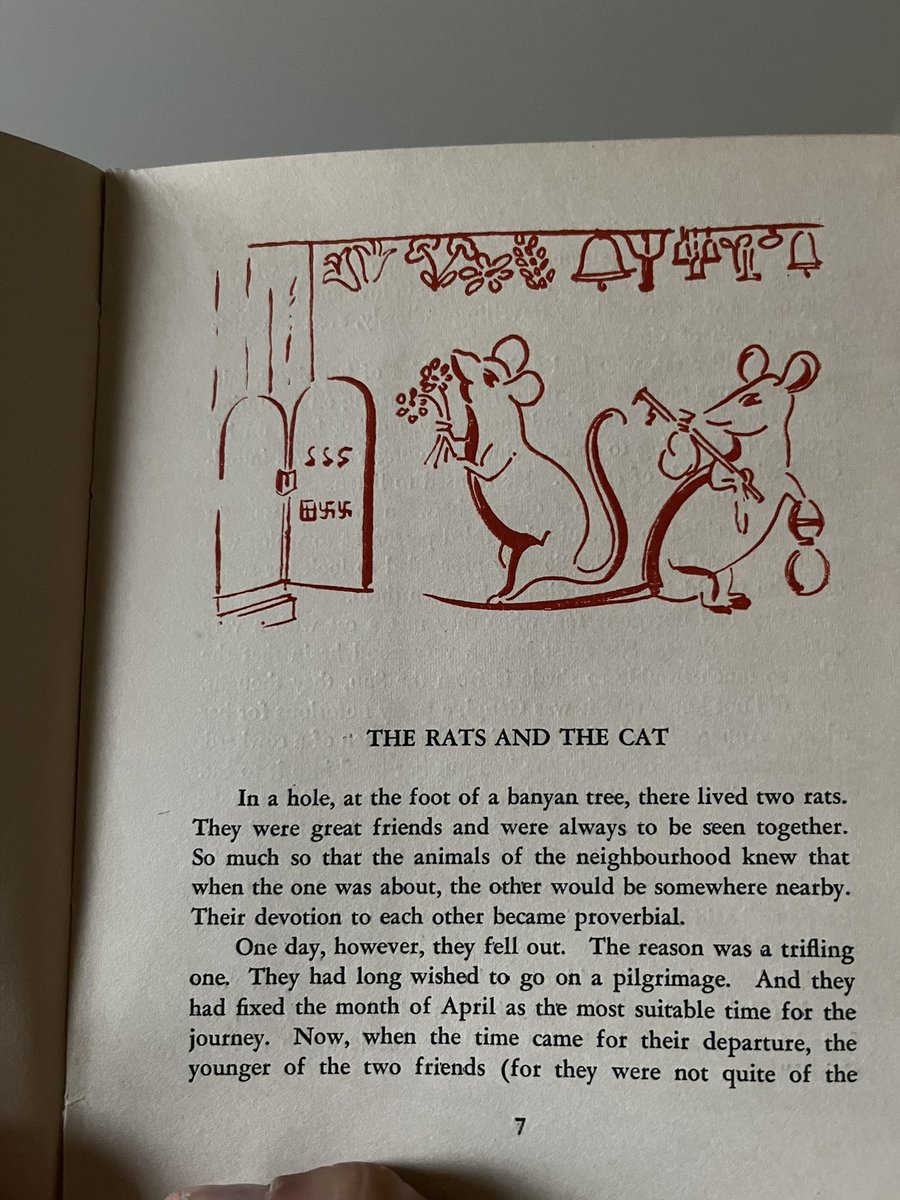 THE RATS AND THE CAT
In a hole, at the foot of a banyan tree, there lived two rats.
They were great friends and were always to be seen together.
So much so that the animals of the neighbourhood knew that
when the one was about, the other would be somewhere nearby.
Their devotion to each other became proverbial.
One day, however, they fell out. The reason was a trifling
one. They had long wished to go on a pilgrimage. And they
had fixed the month of April as the most suitable time for the
journey. Now, when the time came for their departure, the
younger of the two friends (for they were not quite of the
7